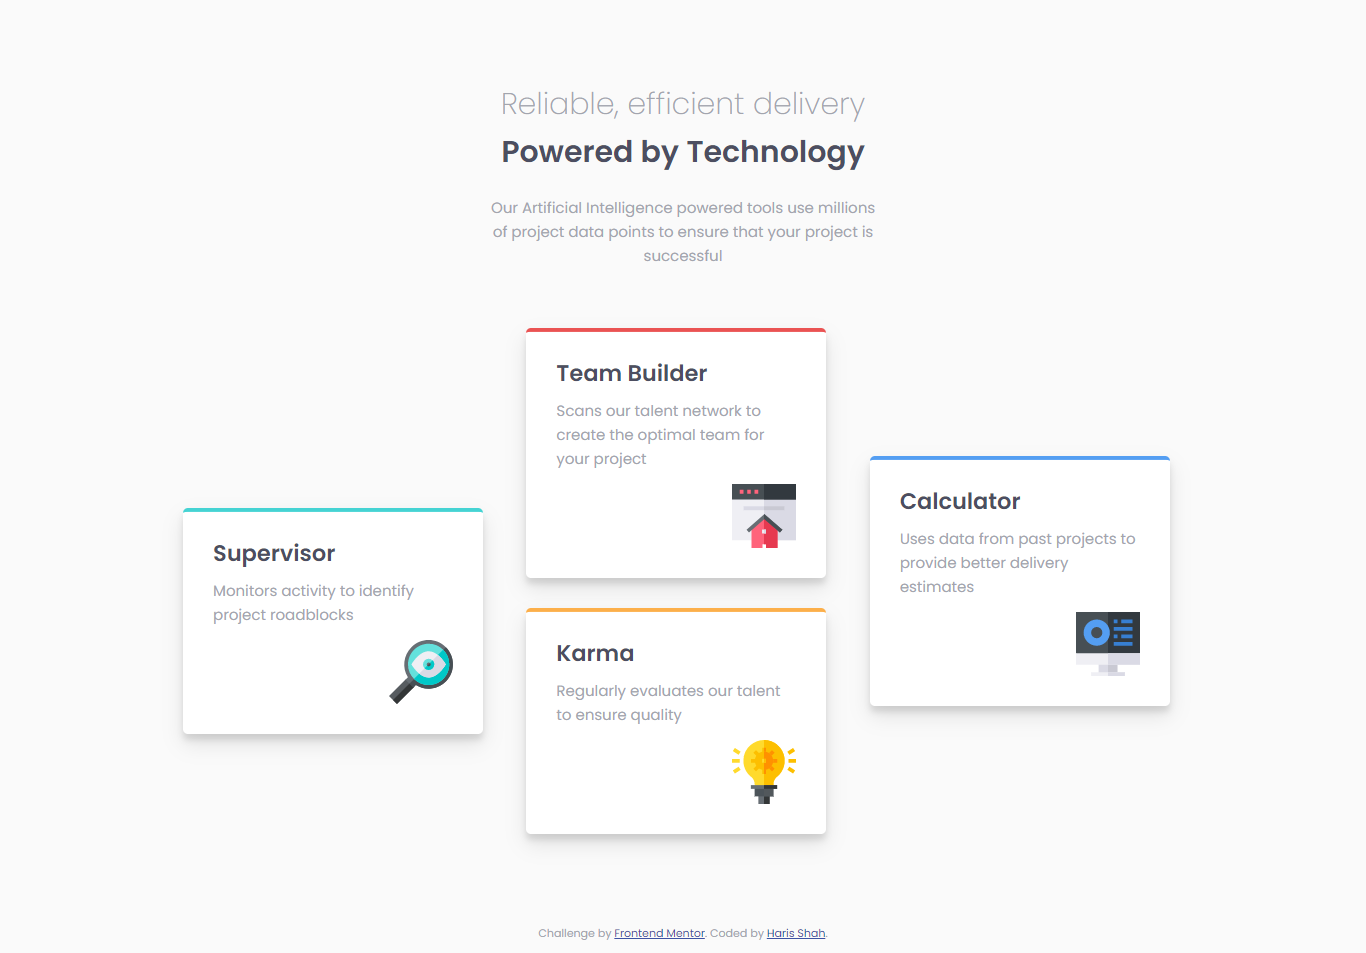 Reliable, efficient delivery
Powered by Technology
Our Artificial Intelligence powered tools use millions
of project data points to ensure that your project is
successful
Team Builder
Scans our talent network to
create the optimal team for
your project
Supervisor
Monitors activity to identify
project roadblocks
Karma
Regularly evaluates our talent
to ensure quality
Calculator
Uses data from past projects to
provide better delivery
estimates
Challenge by Frontend Mentor. Coded by Haris Shah.